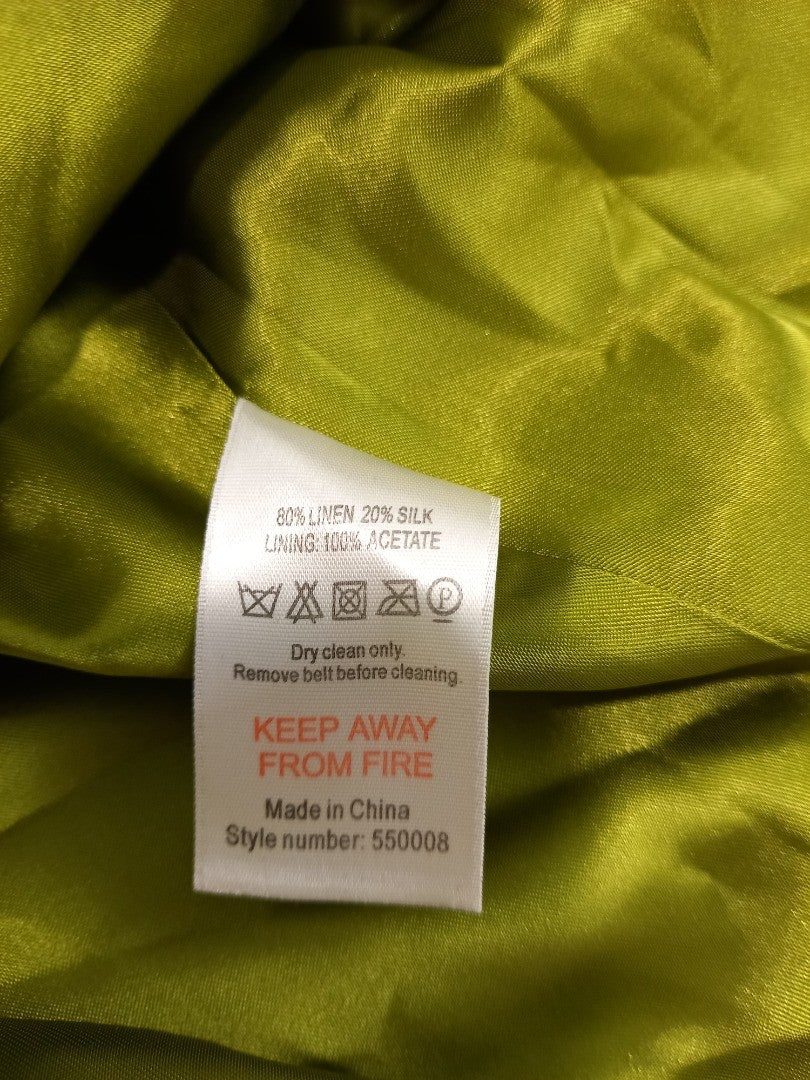 80% LINEN 20% SILK
LINING: 100% ACETATE
P
Dry clean only.
Remove belt before cleaning.
KEEP AWAY
FROM FIRE
Made in China
Style number: 550008